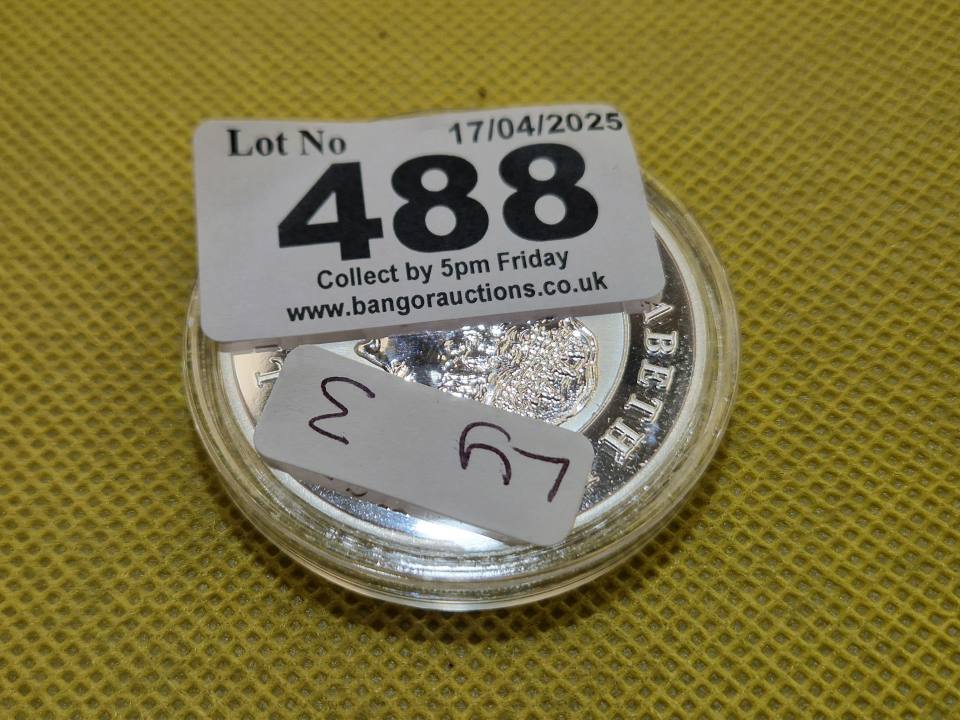 Lot No 17/04/2025
488
Collect by 5pm Friday
www.bangorauctions.co.uk
ABETH